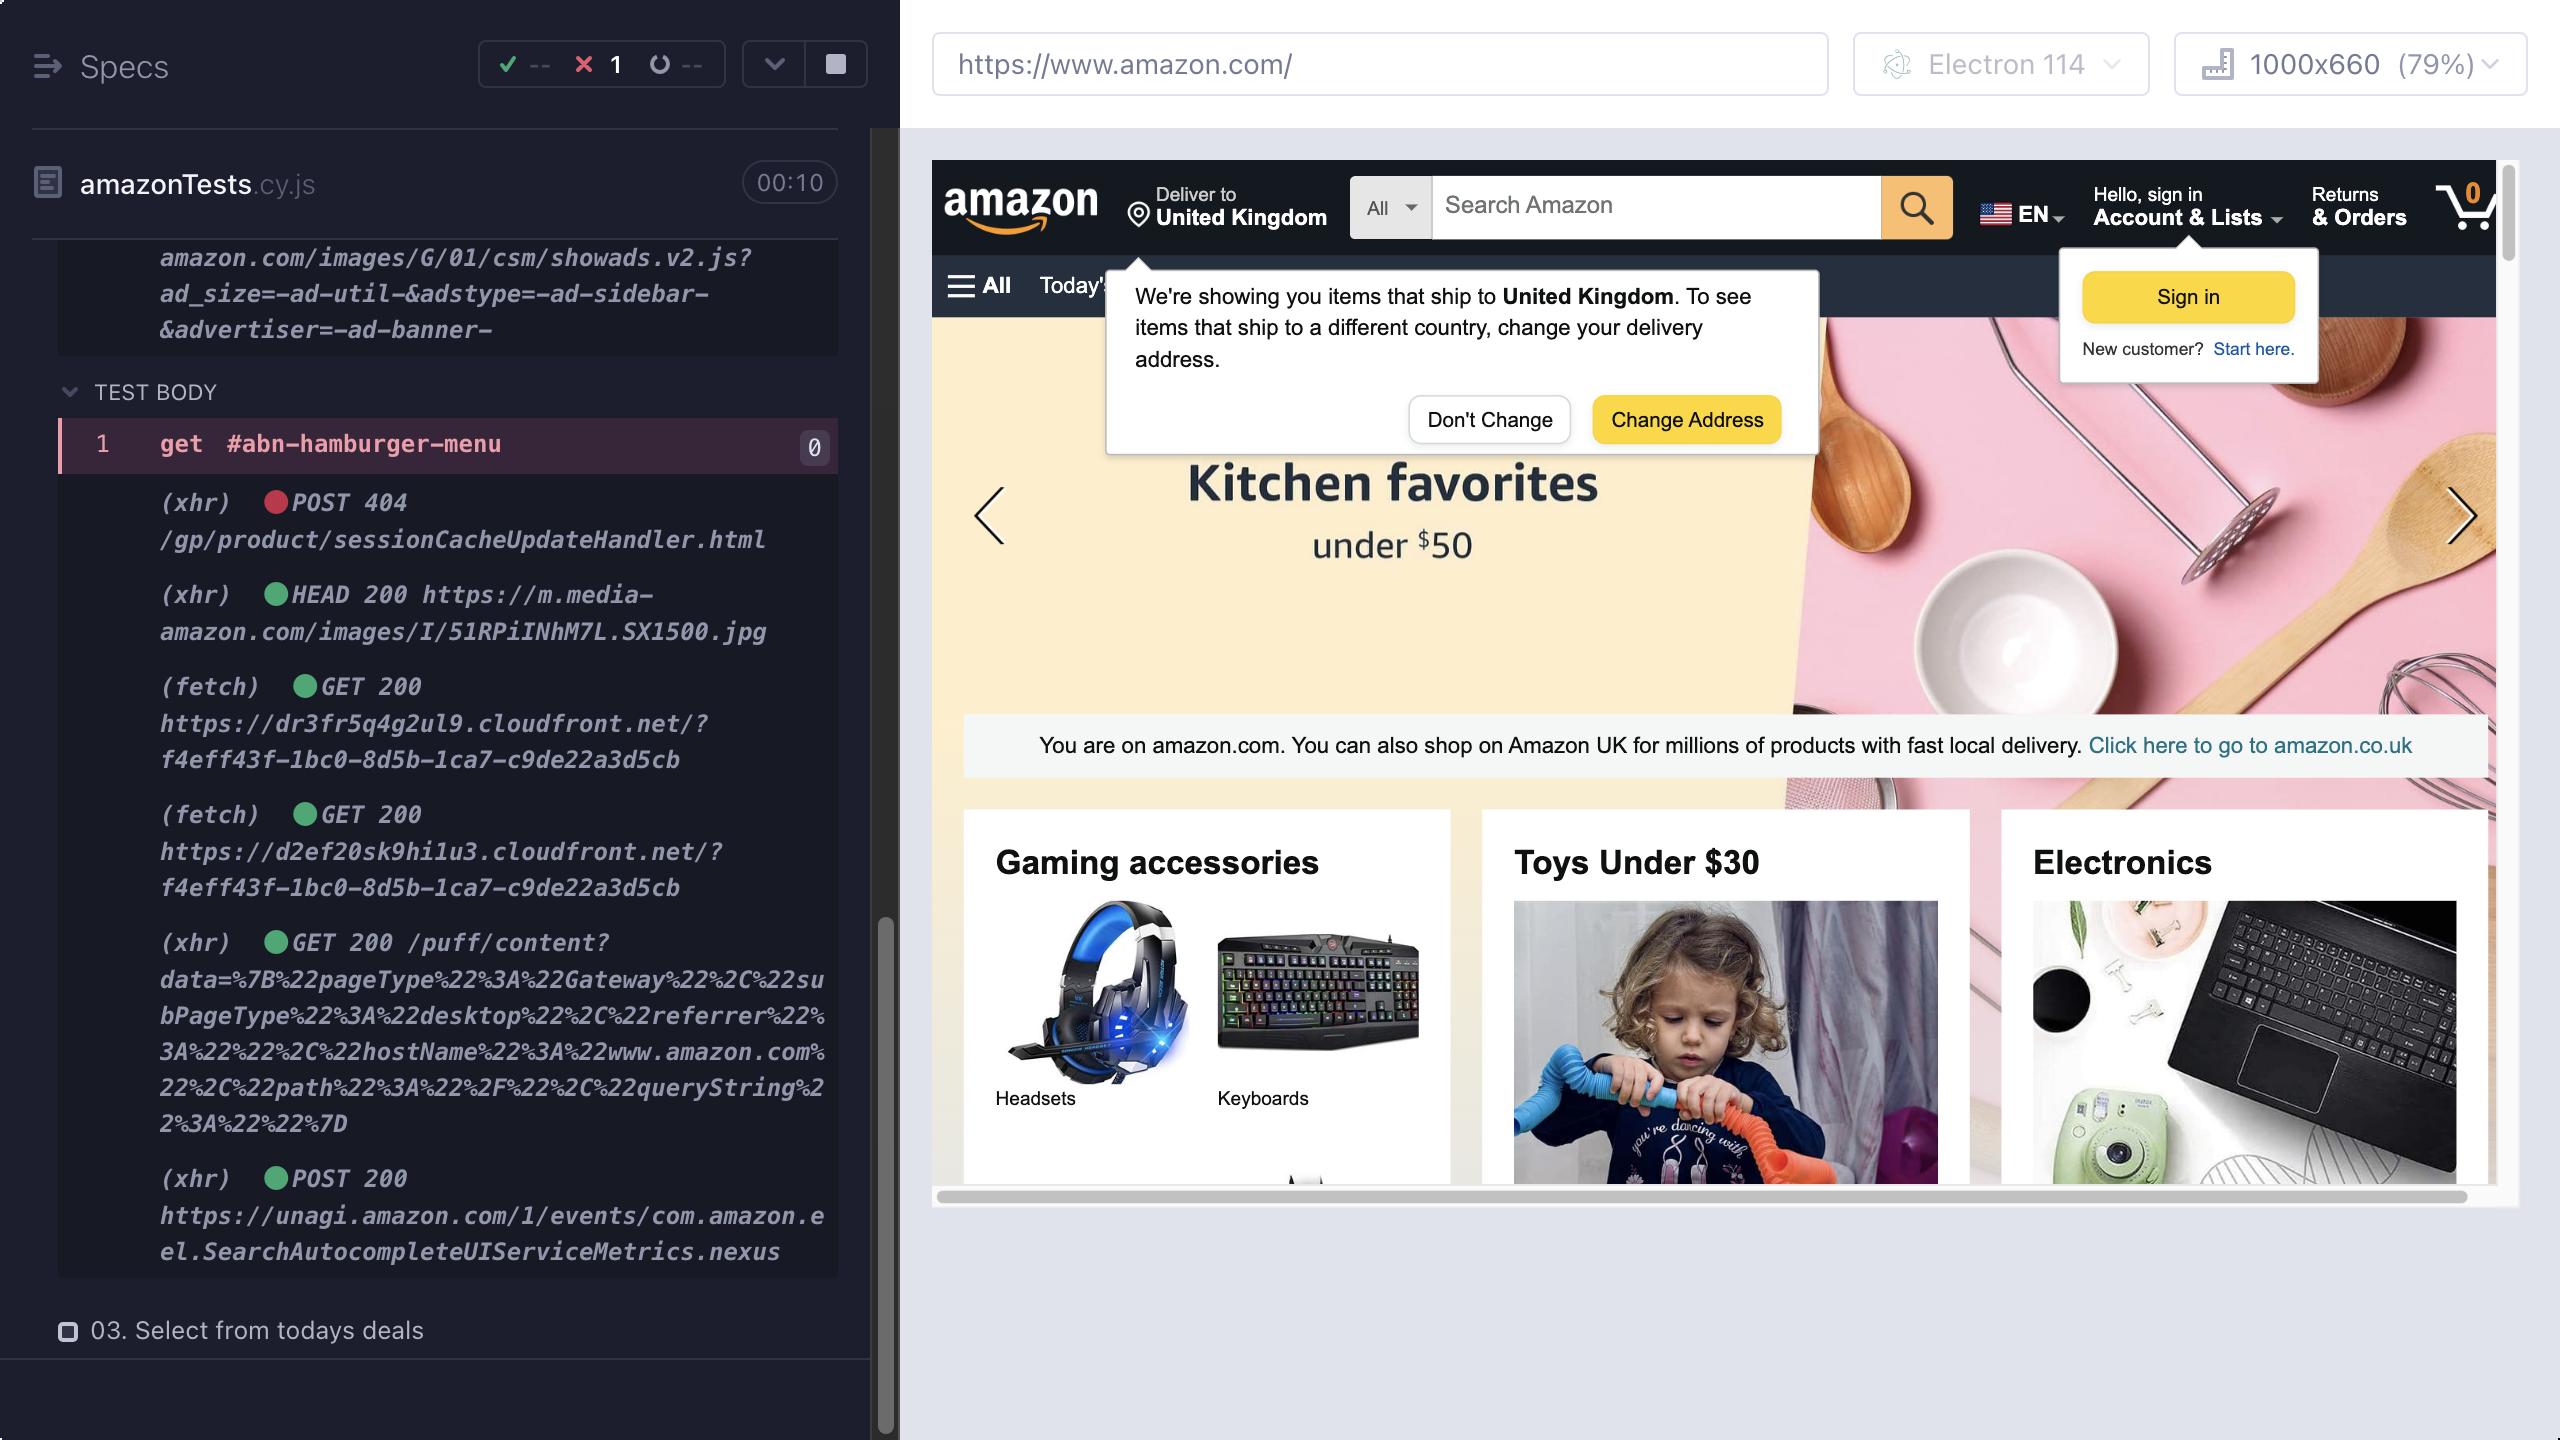 Specs
--
1
--
amazonTests.cy.js
00:10
amazon.com/images/G/01/csm/showads.v2.js?
ad_size=-ad-util-&adstype=-ad-sidebar-
&advertiser=-ad-banner-
TEST BODY
1 get #abn-hamburger-menu 0
(xhr) POST 404
/gp/product/sessionCacheUpdateHandler.html
(xhr) HEAD 200 https://m.media-
amazon.com/images/I/51RPiINhM7L.SX1500.jpg
(fetch) GET 200
https://dr3fr5q4g2ul9.cloudfront.net/?
f4eff43f-1bc0-8d5b-1ca7-c9de22a3d5cb
(fetch) GET 200
https://d2ef20sk9hi1u3.cloudfront.net/?
f4eff43f-1bc0-8d5b-1ca7-c9de22a3d5cb
(xhr) GET 200 /puff/content?
data=%7B%22pageType%22%3A%22Gateway%22%2C%22su
bPageType%22%3A%22desktop%22%2C%22referrer%22%
3A%22%22%2C%22hostName%22%3A%22www.amazon.com%
22%2C%22path%22%3A%22%2F%22%2C%22queryString%2
2%3A%22%22%7D
(xhr) POST 200
https://unagi.amazon.com/1/events/com.amazon.e
el.SearchAutocompleteUIServiceMetrics.nexus
03. Select from todays deals
https://www.amazon.com/
Electron 114
1000x660 (79%)
amazon
Deliver to
United Kingdom
All
Search Amazon
EN
Hello, sign in
Account & Lists
Returns
& Orders
0
All
Today's
We're showing you items that ship to United Kingdom. To see
items that ship to a different country, change your delivery
address.
Don't Change
Change Address
Sign in
New customer? Start here.
Kitchen favorites
under $50
You are on amazon.com. You can also shop on Amazon UK for millions of products with fast local delivery. Click here to go to amazon.co.uk
Gaming accessories
Headsets
Keyboards
Toys Under $30
you're dancing with
Electronics